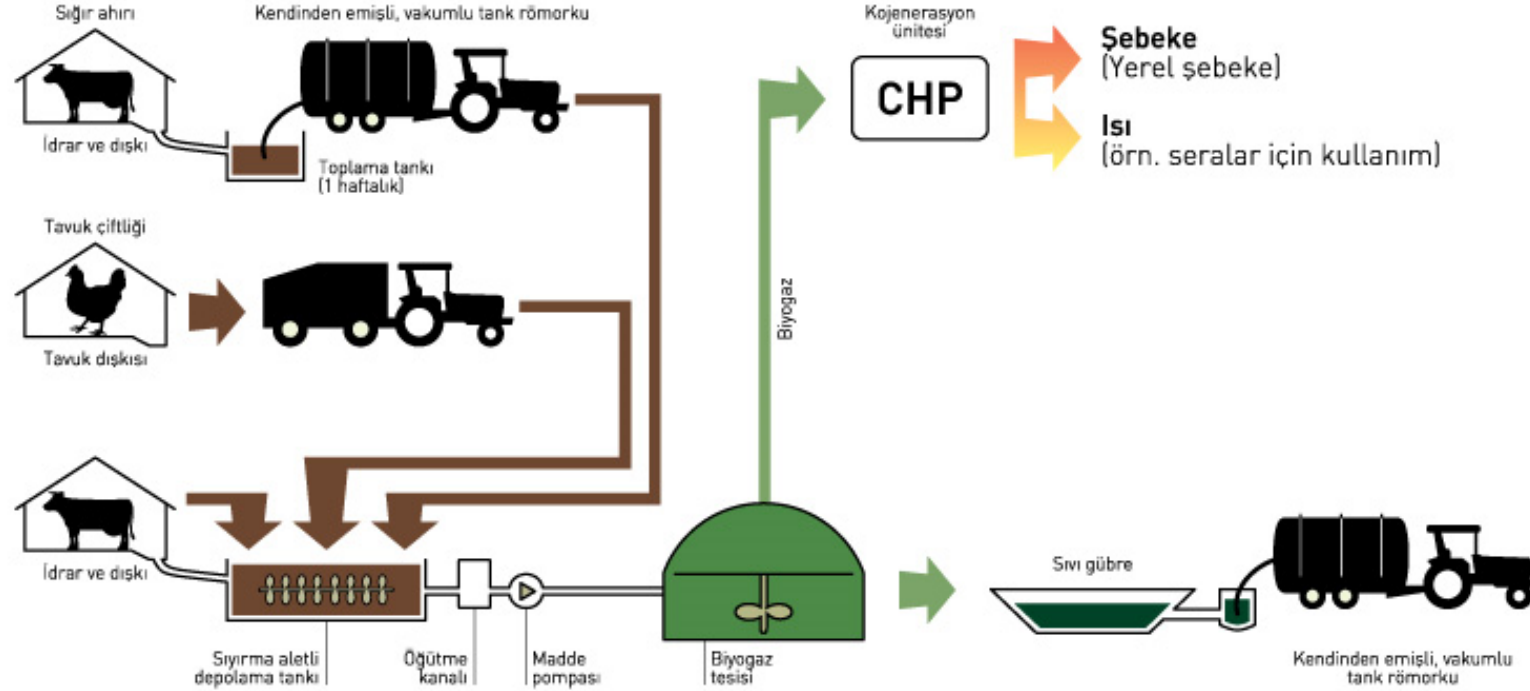 Sığır ahırı
Kendinden emişli, vakumlu tank römorku
Kojenerasyon
ünitesi
CHP
Şebeke
(Yerel şebeke)
Isı
(örn. seralar için kullanım)
İdrar ve dışkı
Toplama tankı
(1 haftalık)
Tavuk çiftliği
Tavuk dışkısı
Biyogaz
İdrar ve dışkı
Sıvı gübre
Sıyırma aletli
depolama tankı
Öğütme
kanalı
Madde
pompası
Biyogaz
tesisi
Kendinden emişli, vakumlu
tank römorku